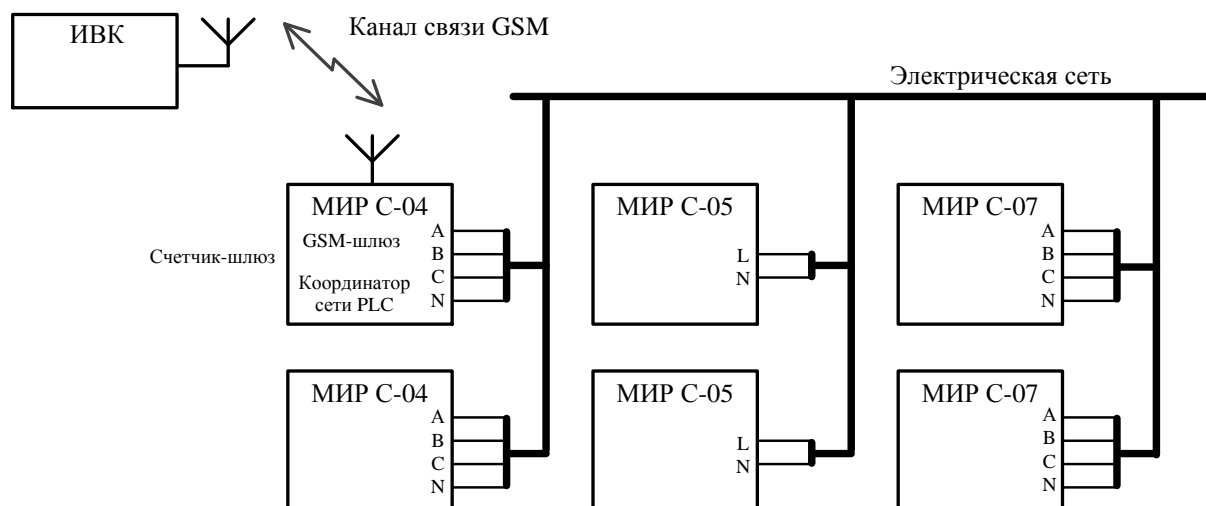 ИВК
Канал связи GSM
Электрическая сеть
МИР С-04
GSM-шлюз
Координатор
сети PLC
A
B
C
N
Счетчик-шлюз
МИР С-05
L
N
МИР С-07
A
B
C
N
МИР С-04
A
B
C
N
МИР С-05
L
N
МИР С-07
A
B
C
N